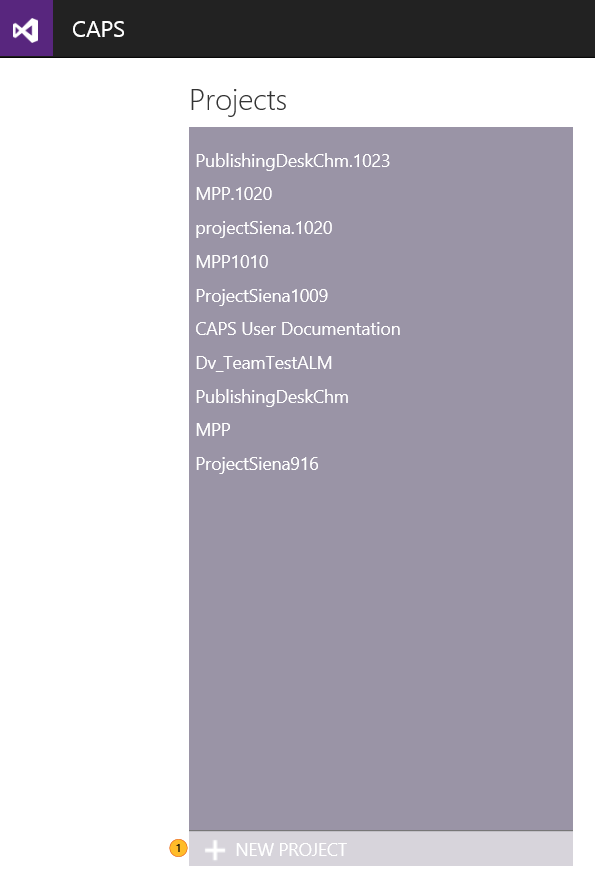 CAPS
Projects
PublishingDeskChm.1023
MPP.1020
projectSiena.1020
MPP1010
ProjectSiena1009
CAPS User Documentation
Dv_TeamTestALM
PublishingDeskChm
MPP
ProjectSiena916
1 NEW PROJECT